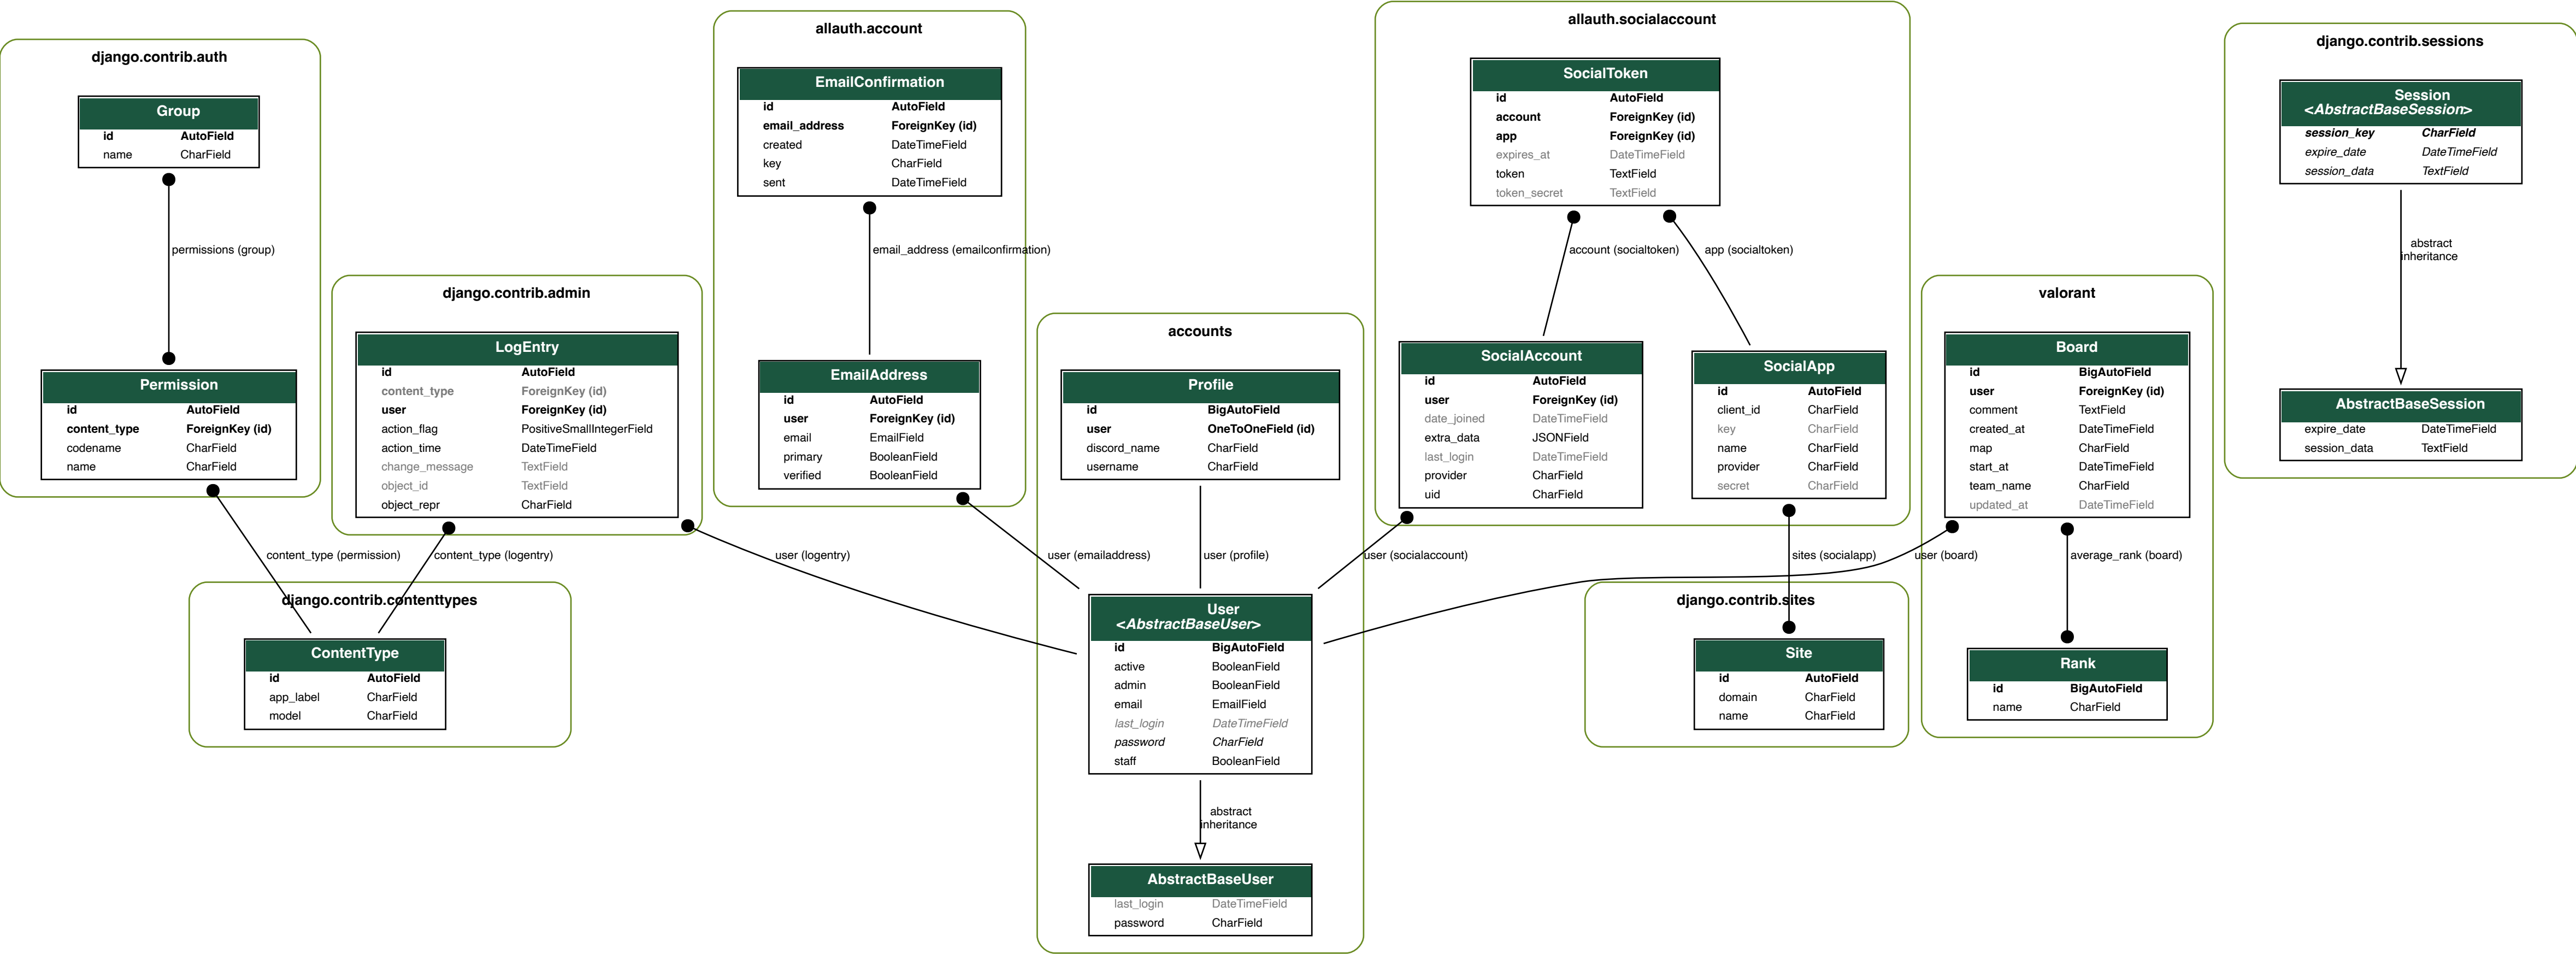 django.contrib.auth
Group
id AutoField
name CharField
permissions (group)
Permission
id AutoField
content_type ForeignKey (id)
codename CharField
name CharField
django.contrib.admin
LogEntry
id AutoField
content_type ForeignKey (id)
user ForeignKey (id)
action_flag PositiveSmallIntegerField
action_time DateTimeField
change_message TextField
object_id TextField
object_repr CharField
content_type (permission)
content_type (logentry)
user (logentry)
django.contrib.contenttypes
ContentType
id AutoField
app_label CharField
model CharField
allauth.account
EmailConfirmation
id AutoField
email_address ForeignKey (id)
created DateTimeField
key CharField
sent DateTimeField
email_address (emailconfirmation)
EmailAddress
id AutoField
user ForeignKey (id)
email EmailField
primary BooleanField
verified BooleanField
user (emailaddress)
accounts
Profile
id BigAutoField
user OneToOneField (id)
discord_name CharField
username CharField
user (profile)
User
<AbstractBaseUser>
id BigAutoField
active BooleanField
admin BooleanField
email EmailField
last_login DateTimeField
password CharField
staff BooleanField
abstract
inheritance
AbstractBaseUser
last_login DateTimeField
password CharField
allauth.socialaccount
SocialToken
id AutoField
account ForeignKey (id)
app ForeignKey (id)
expires_at DateTimeField
token TextField
token_secret TextField
account (socialtoken)
app (socialtoken)
SocialAccount
id AutoField
user ForeignKey (id)
date_joined DateTimeField
extra_data JSONField
last_login DateTimeField
provider CharField
uid CharField
SocialApp
id AutoField
client_id CharField
key CharField
name CharField
provider CharField
secret CharField
user (socialaccount)
sites (socialapp)
django.contrib.sites
Site
id AutoField
domain CharField
name CharField
valorant
Board
id BigAutoField
user ForeignKey (id)
comment TextField
created_at DateTimeField
map CharField
start_at DateTimeField
team_name CharField
updated_at DateTimeField
user (board)
average_rank (board)
Rank
id BigAutoField
name CharField
django.contrib.sessions
Session
<AbstractBaseSession>
session_key CharField
expire_date DateTimeField
session_data TextField
abstract
inheritance
AbstractBaseSession
expire_date DateTimeField
session_data TextField